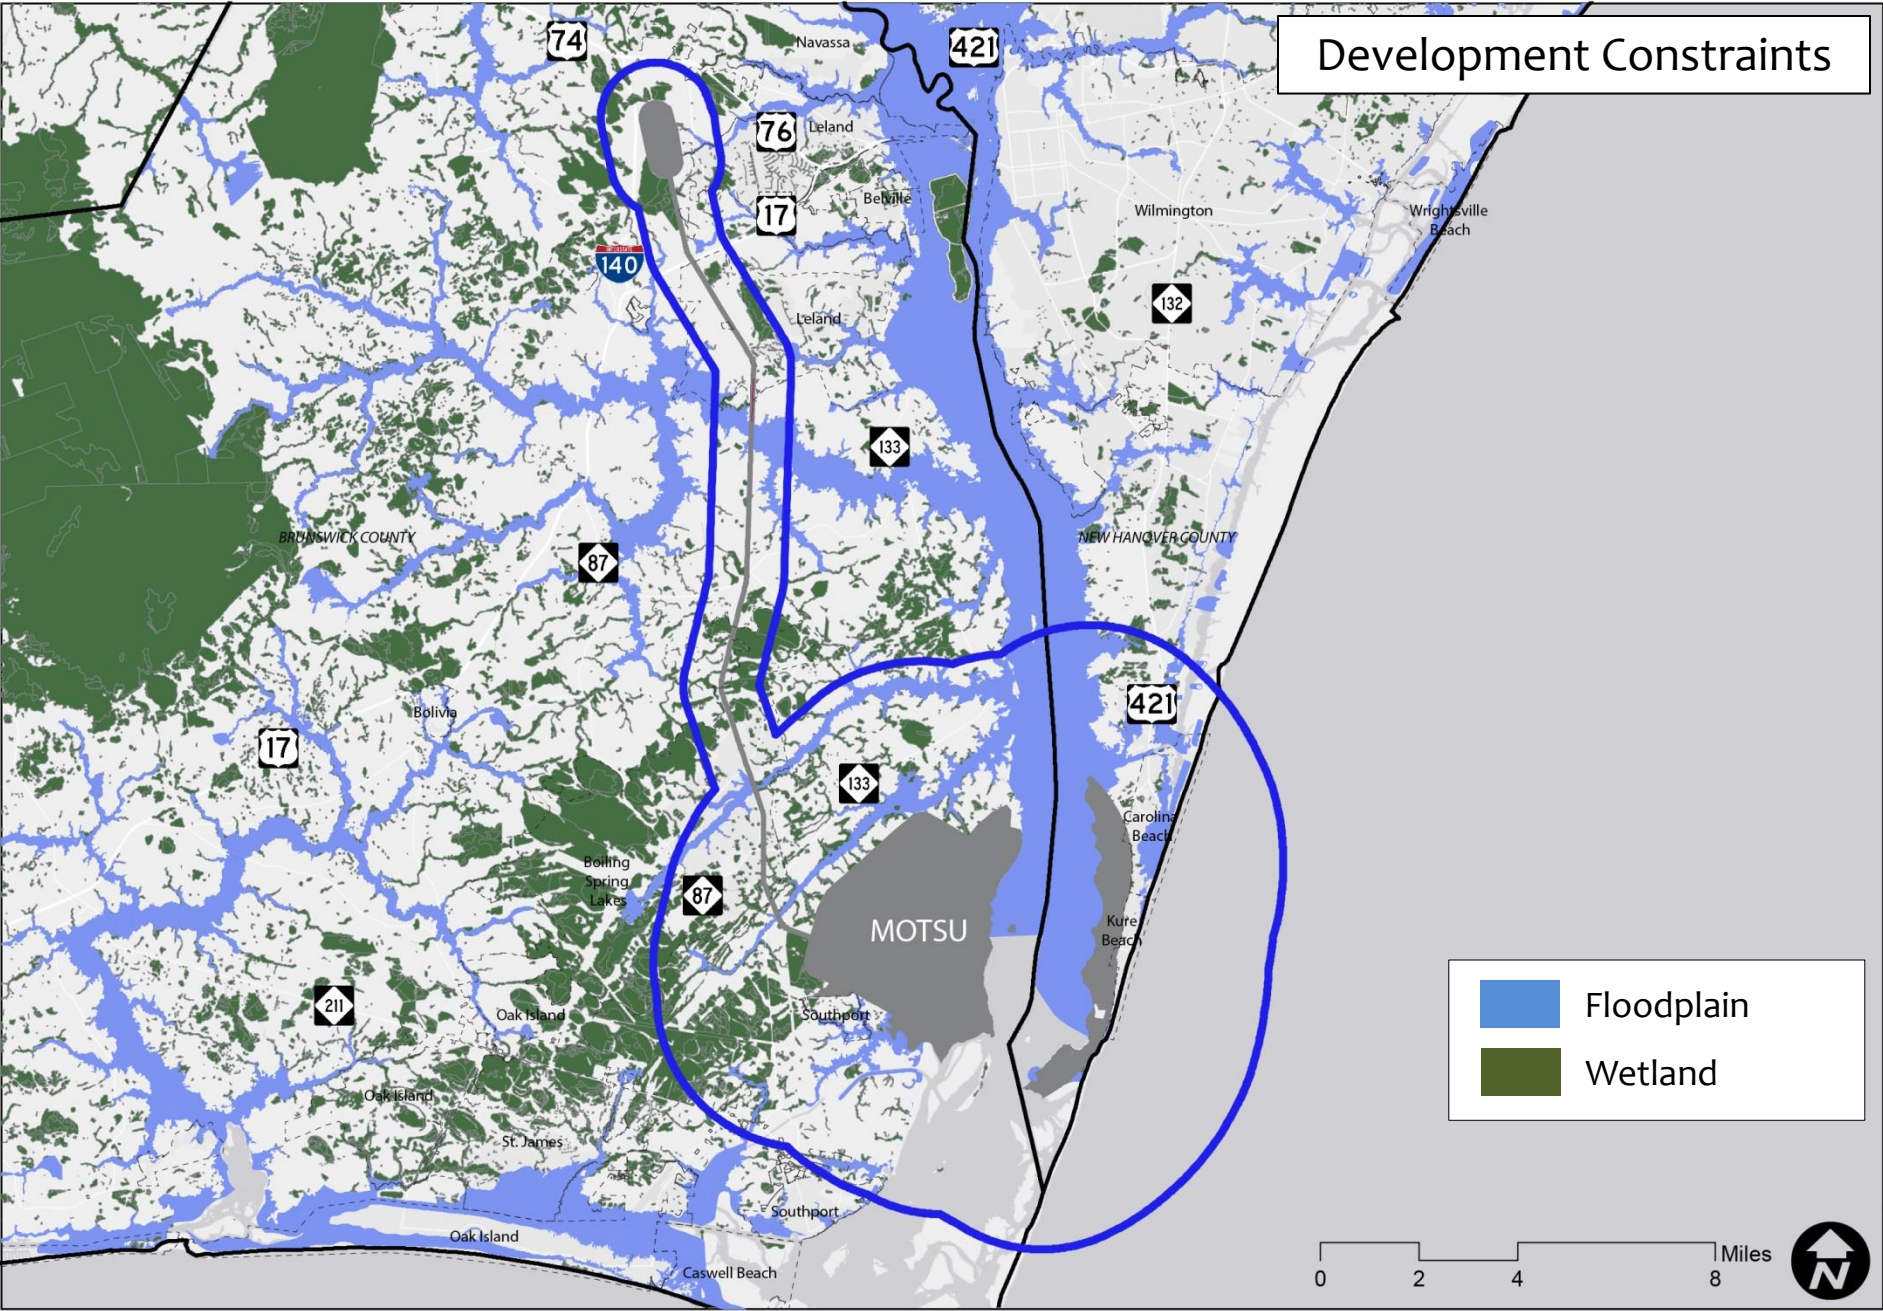 Development Constraints
74
Navassa
421
76
Leland
Belville
17
Wilmington
Wrightsville
Beach
INTERSTATE
140
132
Leland
133
BRUNSWICK COUNTY
NEW HANOVER COUNTY
87
Bolivia
17
421
133
Carolina
Beach
Boiling
Spring
Lakes
87
MOTSU
Kure
Beach
211
Oak Island
Southport
Floodplain
Wetland
Oak Island
St. James
Southport
Oak Island
Caswell Beach
Miles
0 2 4 8
N